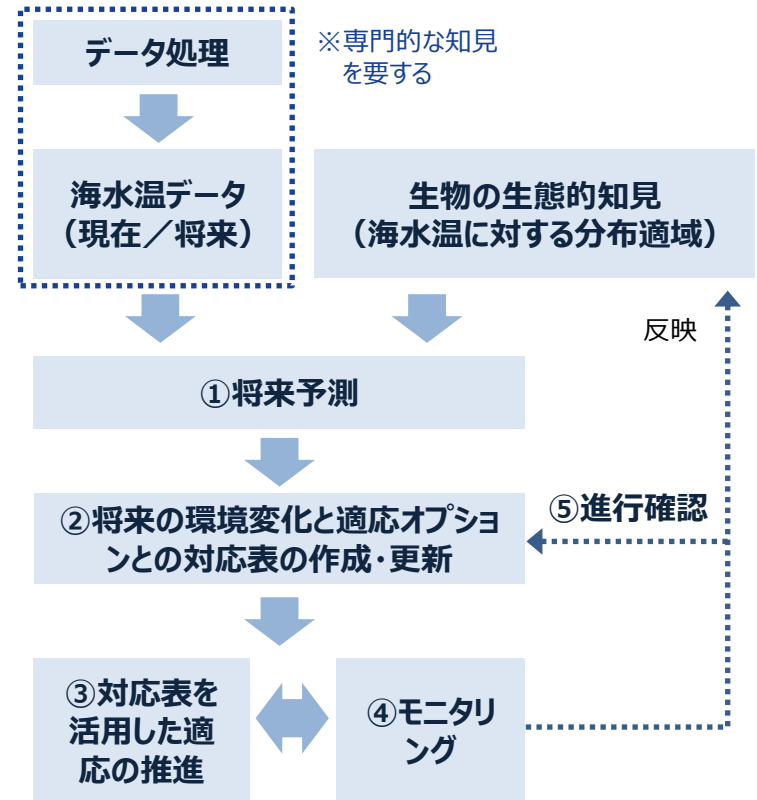 データ処理
※専門的な知見
を要する
海水温データ
（現在／将来）
生物の生態的知見
（海水温に対する分布適域）
反映
①将来予測
②将来の環境変化と適応オプショ
ンとの対応表の作成・更新
⑤進行確認
③対応表を
活用した適
応の推進
④モニタリ
ング